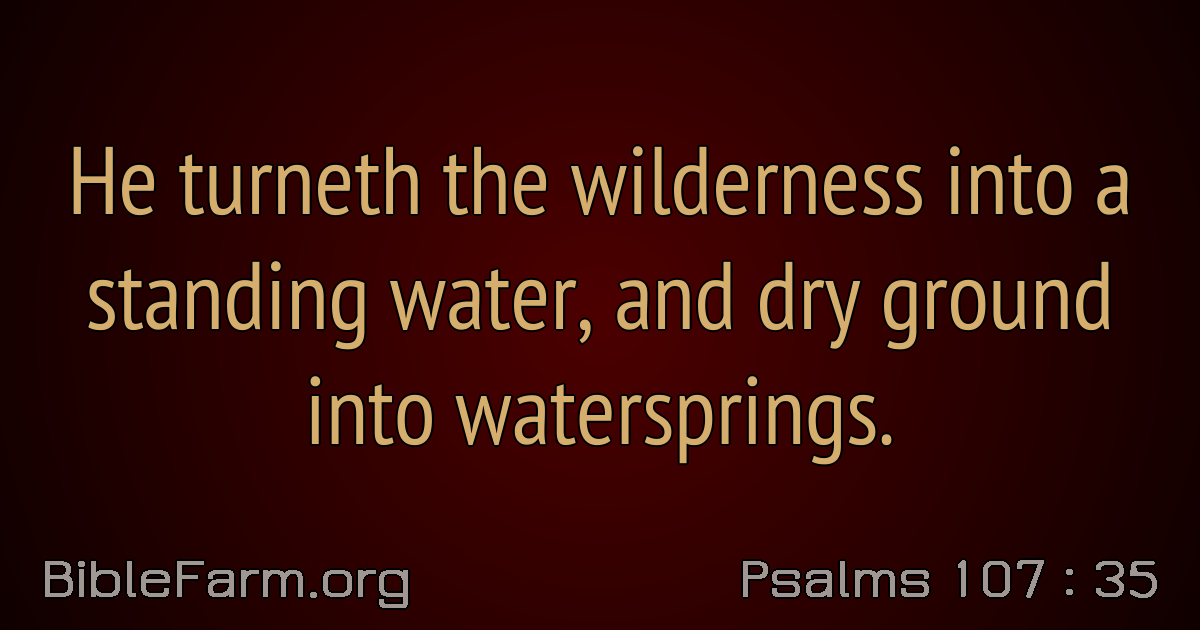 He turneth the wilderness into a
standing water, and dry ground
into watersprings.
BibleFarm.org
Psalms 107 : 35